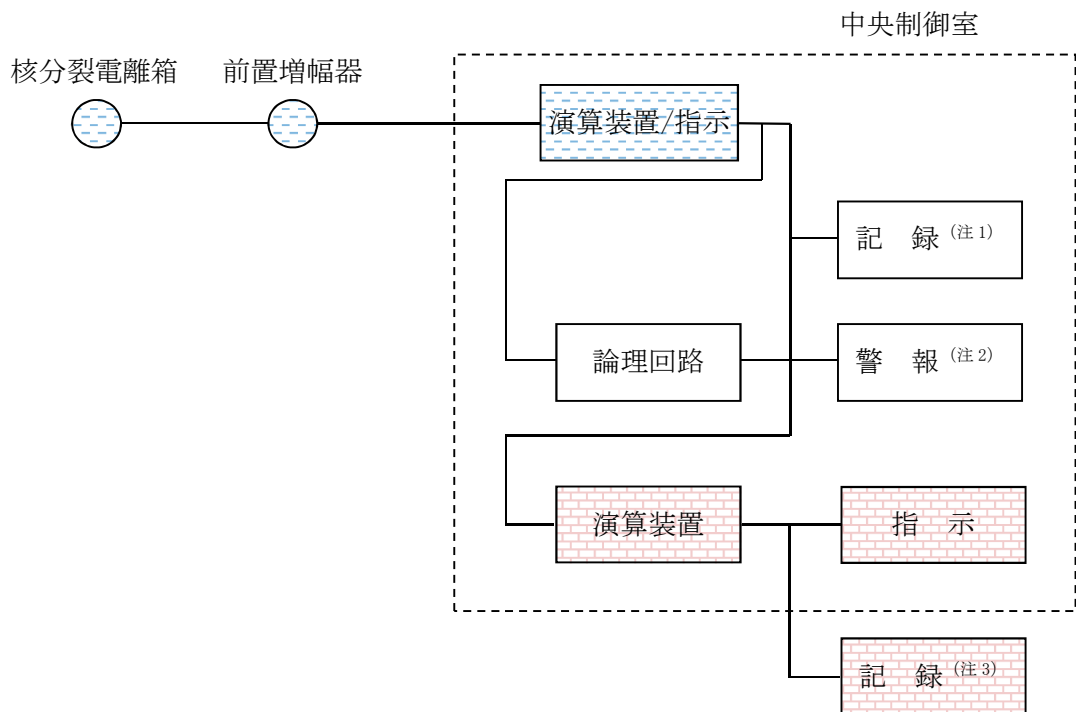 中央制御室
核分裂電離箱
前置増幅器
演算装置/指示
記 録 (注 1)
論理回路
警 報 (注 2)
演算装置
指 示
記 録 (注 3)